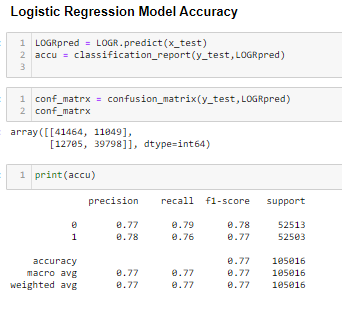 Logistic Regression Model Accuracy
1 LOGRpred = LOGR.predict(x_test)
2 accu = classification_report(y_test,LOGRpred)
3
1 conf_matrx = confusion_matrix(y_test,LOGRpred)
2 conf_matrx
array([[41464, 11049],
[12705, 39798]], dtype=int64)
1 print(accu)
precision recall f1-score support
0 0.77 0.79 0.78 52513
1 0.78 0.76 0.77 52503
accuracy 0.77 105016
macro avg 0.77 0.77 0.77 105016
weighted avg 0.77 0.77 0.77 105016